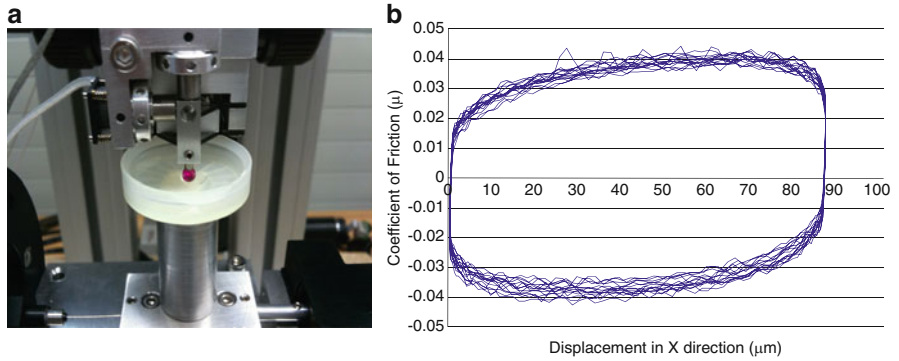 a
b
Coefficient of Friction (μ)
0.05
0.04
0.03
0.02
0.01
0
-0.01
-0.02
-0.03
-0.04
-0.05
0 10 20 30 40 50 60 70 80 90 100
Displacement in X direction (μm)